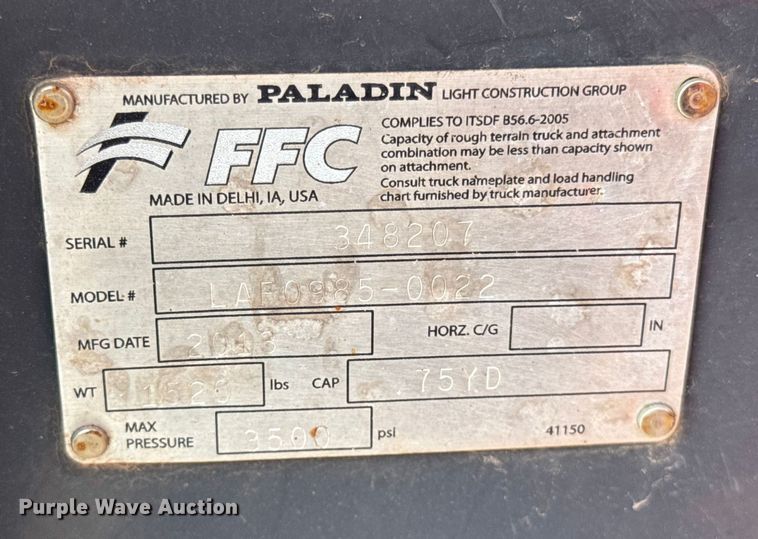 MANUFACTURED BY PALADIN LIGHT CONSTRUCTION GROUP
FFC
COMPLIES TO ITSDF B56.6-2005
Capacity of rough terrain truck and attachment
combination may be less than capacity shown
on attachment.
Consult truck nameplate and load handling
chart furnished by truck manufacturer.
MADE IN DELHI, IA, USA
SERIAL # 348207
MODEL # LAF0985-0022
MFG DATE
HORZ. C/G IN
WT 1520 lbs CAP .75YD
MAX
PRESSURE 3500 psi
41150
Purple Wave Auction